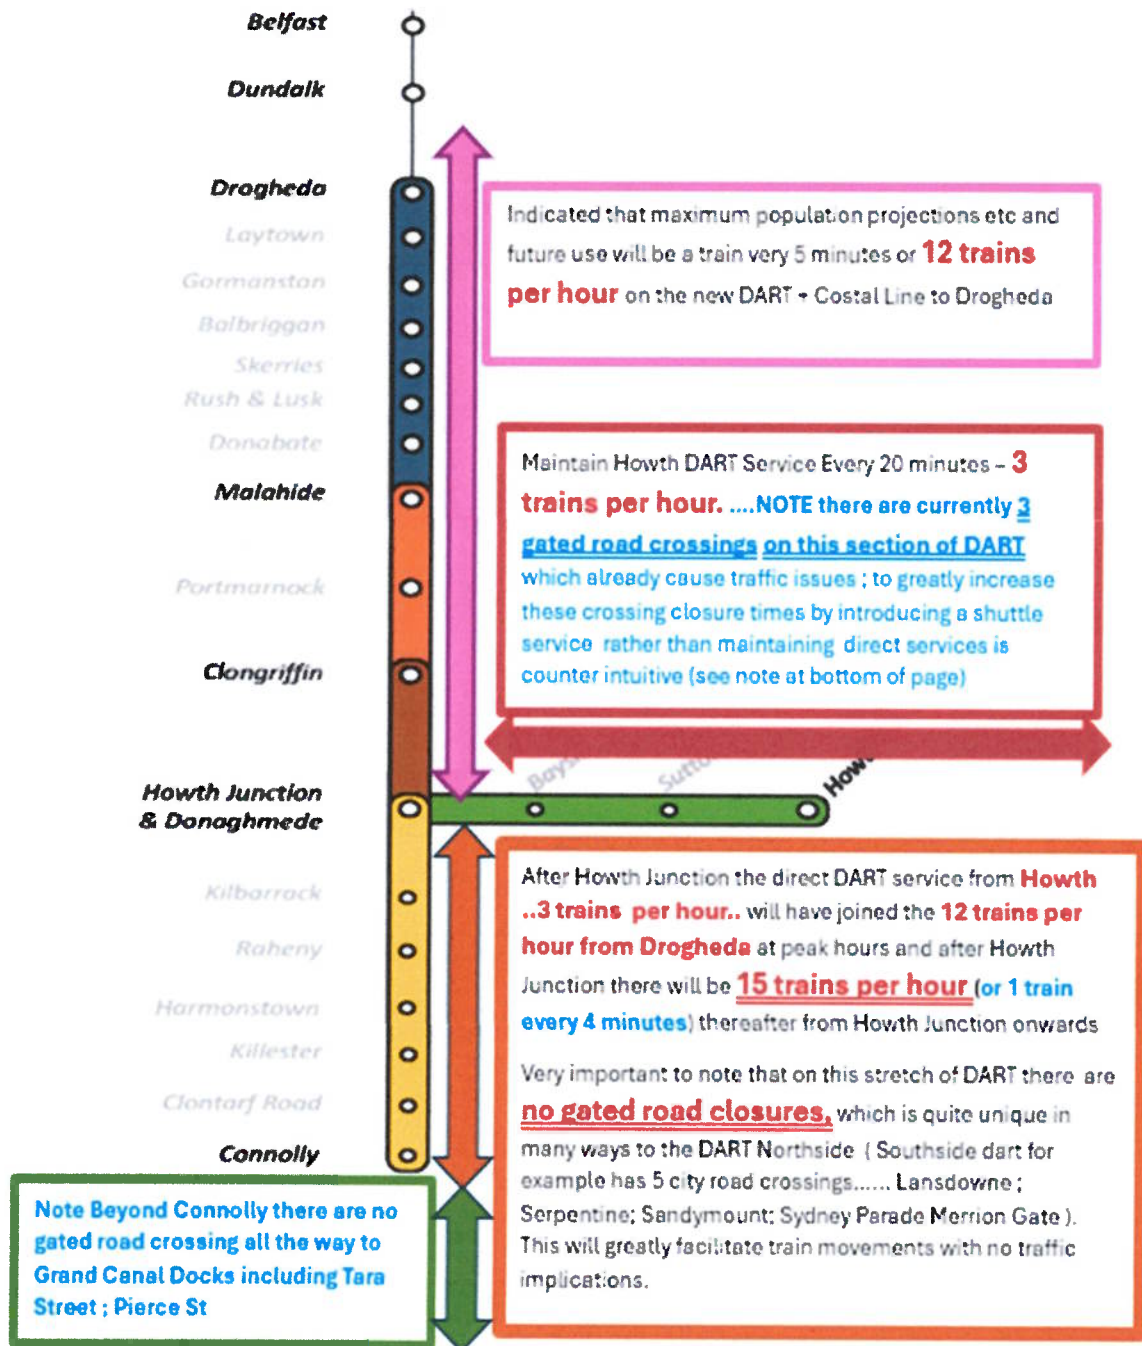 Belfast
Dundalk
Drogheda
Laytown
Gormanston
Balbriggan
Skerries
Rush & Lusk
Donabate
Malahide
Portmarnock
Clongriffin
Howth Junction
& Donaghmede
Kilbarrack
Raheny
Harmonstown
Killester
Clontarf Road
Connolly
Indicated that maximum population projections etc and
future use will be a train very 5 minutes or 12 trains
per hour on the new DART + Costal Line to Drogheda
Maintain Howth DART Service Every 20 minutes – 3
trains per hour. ....NOTE there are currently 3
gated road crossings on this section of DART
which already cause traffic issues ; to greatly increase
these crossing closure times by introducing a shuttle
service rather than maintaining direct services is
counter intuitive (see note at bottom of page)
After Howth Junction the direct DART service from Howth
..3 trains per hour.. will have joined the 12 trains per
hour from Drogheda at peak hours and after Howth
Junction there will be 15 trains per hour (or 1 train
every 4 minutes) thereafter from Howth Junction onwards
Very important to note that on this stretch of DART there are
no gated road closures, which is quite unique in
many ways to the DART Northside ( Southside dart for
example has 5 city road crossings...... Lansdowne ;
Serpentine; Sandymount; Sydney Parade Merrion Gate ).
This will greatly facilitate train movements with no traffic
implications.
Note Beyond Connolly there are no
gated road crossing all the way to
Grand Canal Docks including Tara
Street ; Pierce St